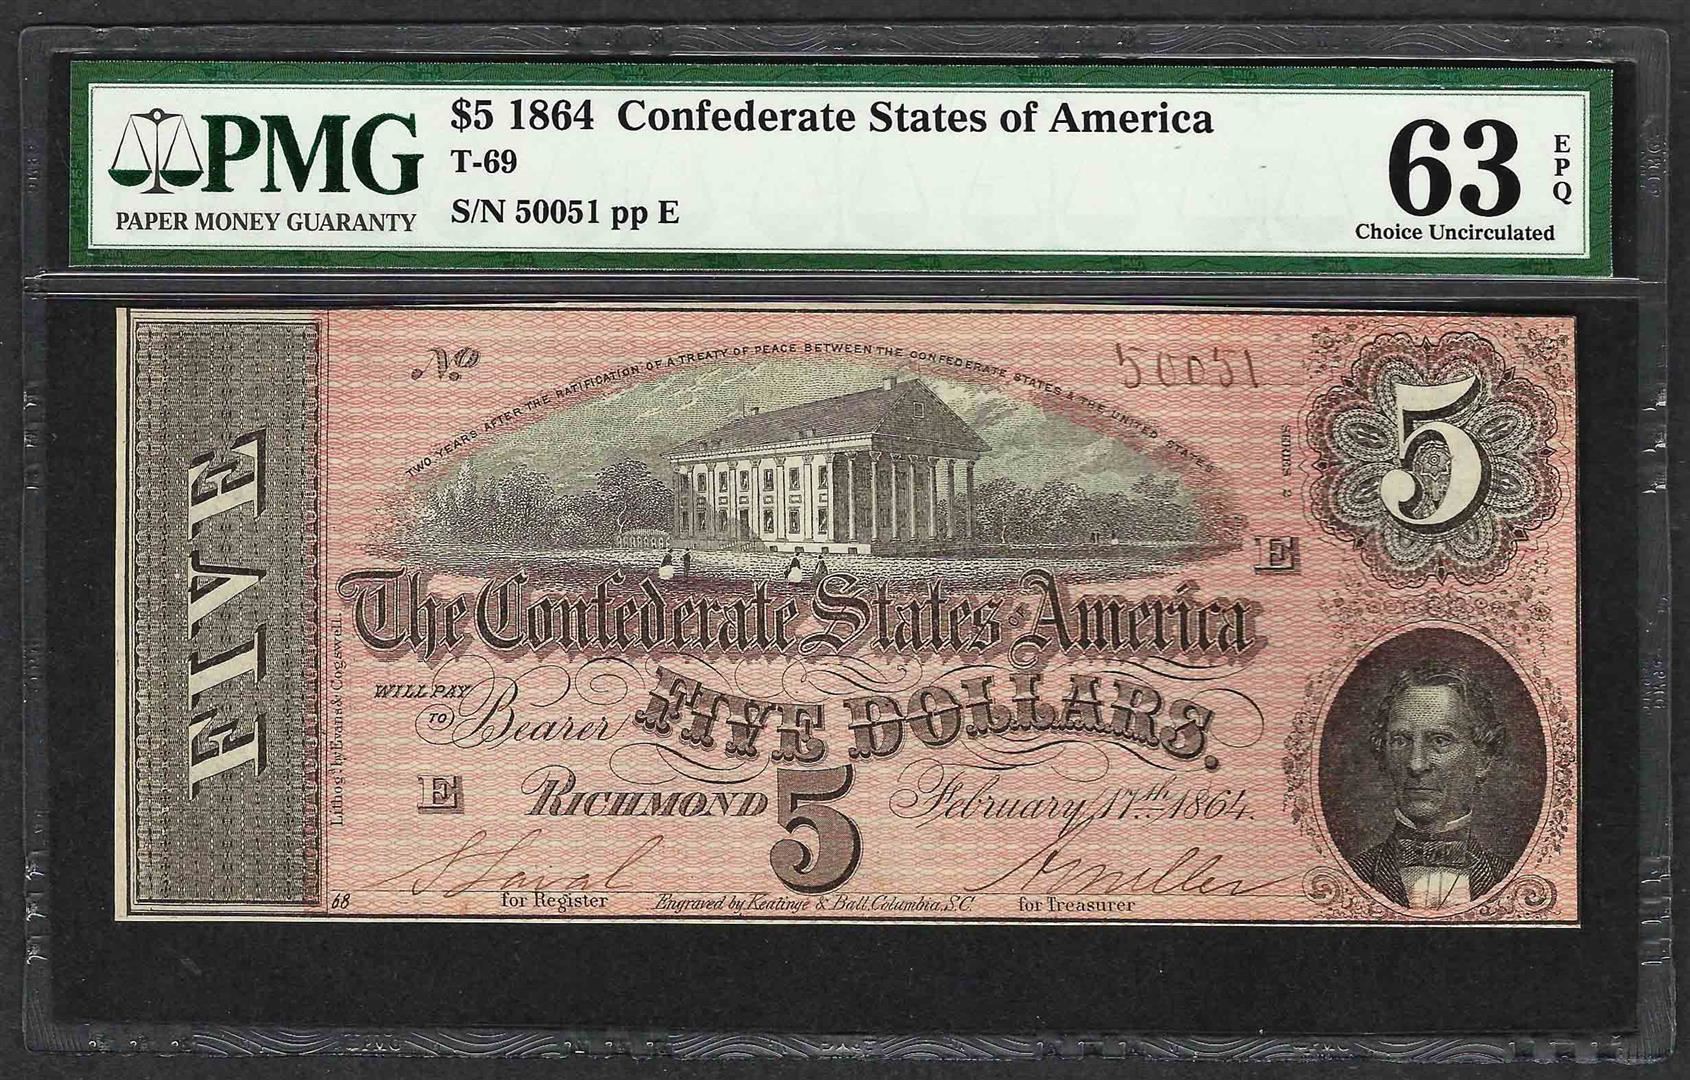 PMG
PAPER MONEY GUARANTY
$5 1864 Confederate States of America
T-69
S/N 50051 pp E
63
EPQ
Choice Uncirculated
FIVE
No
TWO YEARS AFTER THE RATIFICATION OF A TREATY OF PEACE BETWEEN THE CONFEDERATE STATES & THE UNITED STATES
50051
SERIES 2
5
E
The Confederate States of America
WILL PAY
TO Bearer
FIVE DOLLARS.
E
RICHMOND
5
February 17th 1864.
Lithog'd by Evans & Cogswell
68
for Register
Engraved by Keatinge & Ball, Columbia, S.C.
Miller
for Treasurer